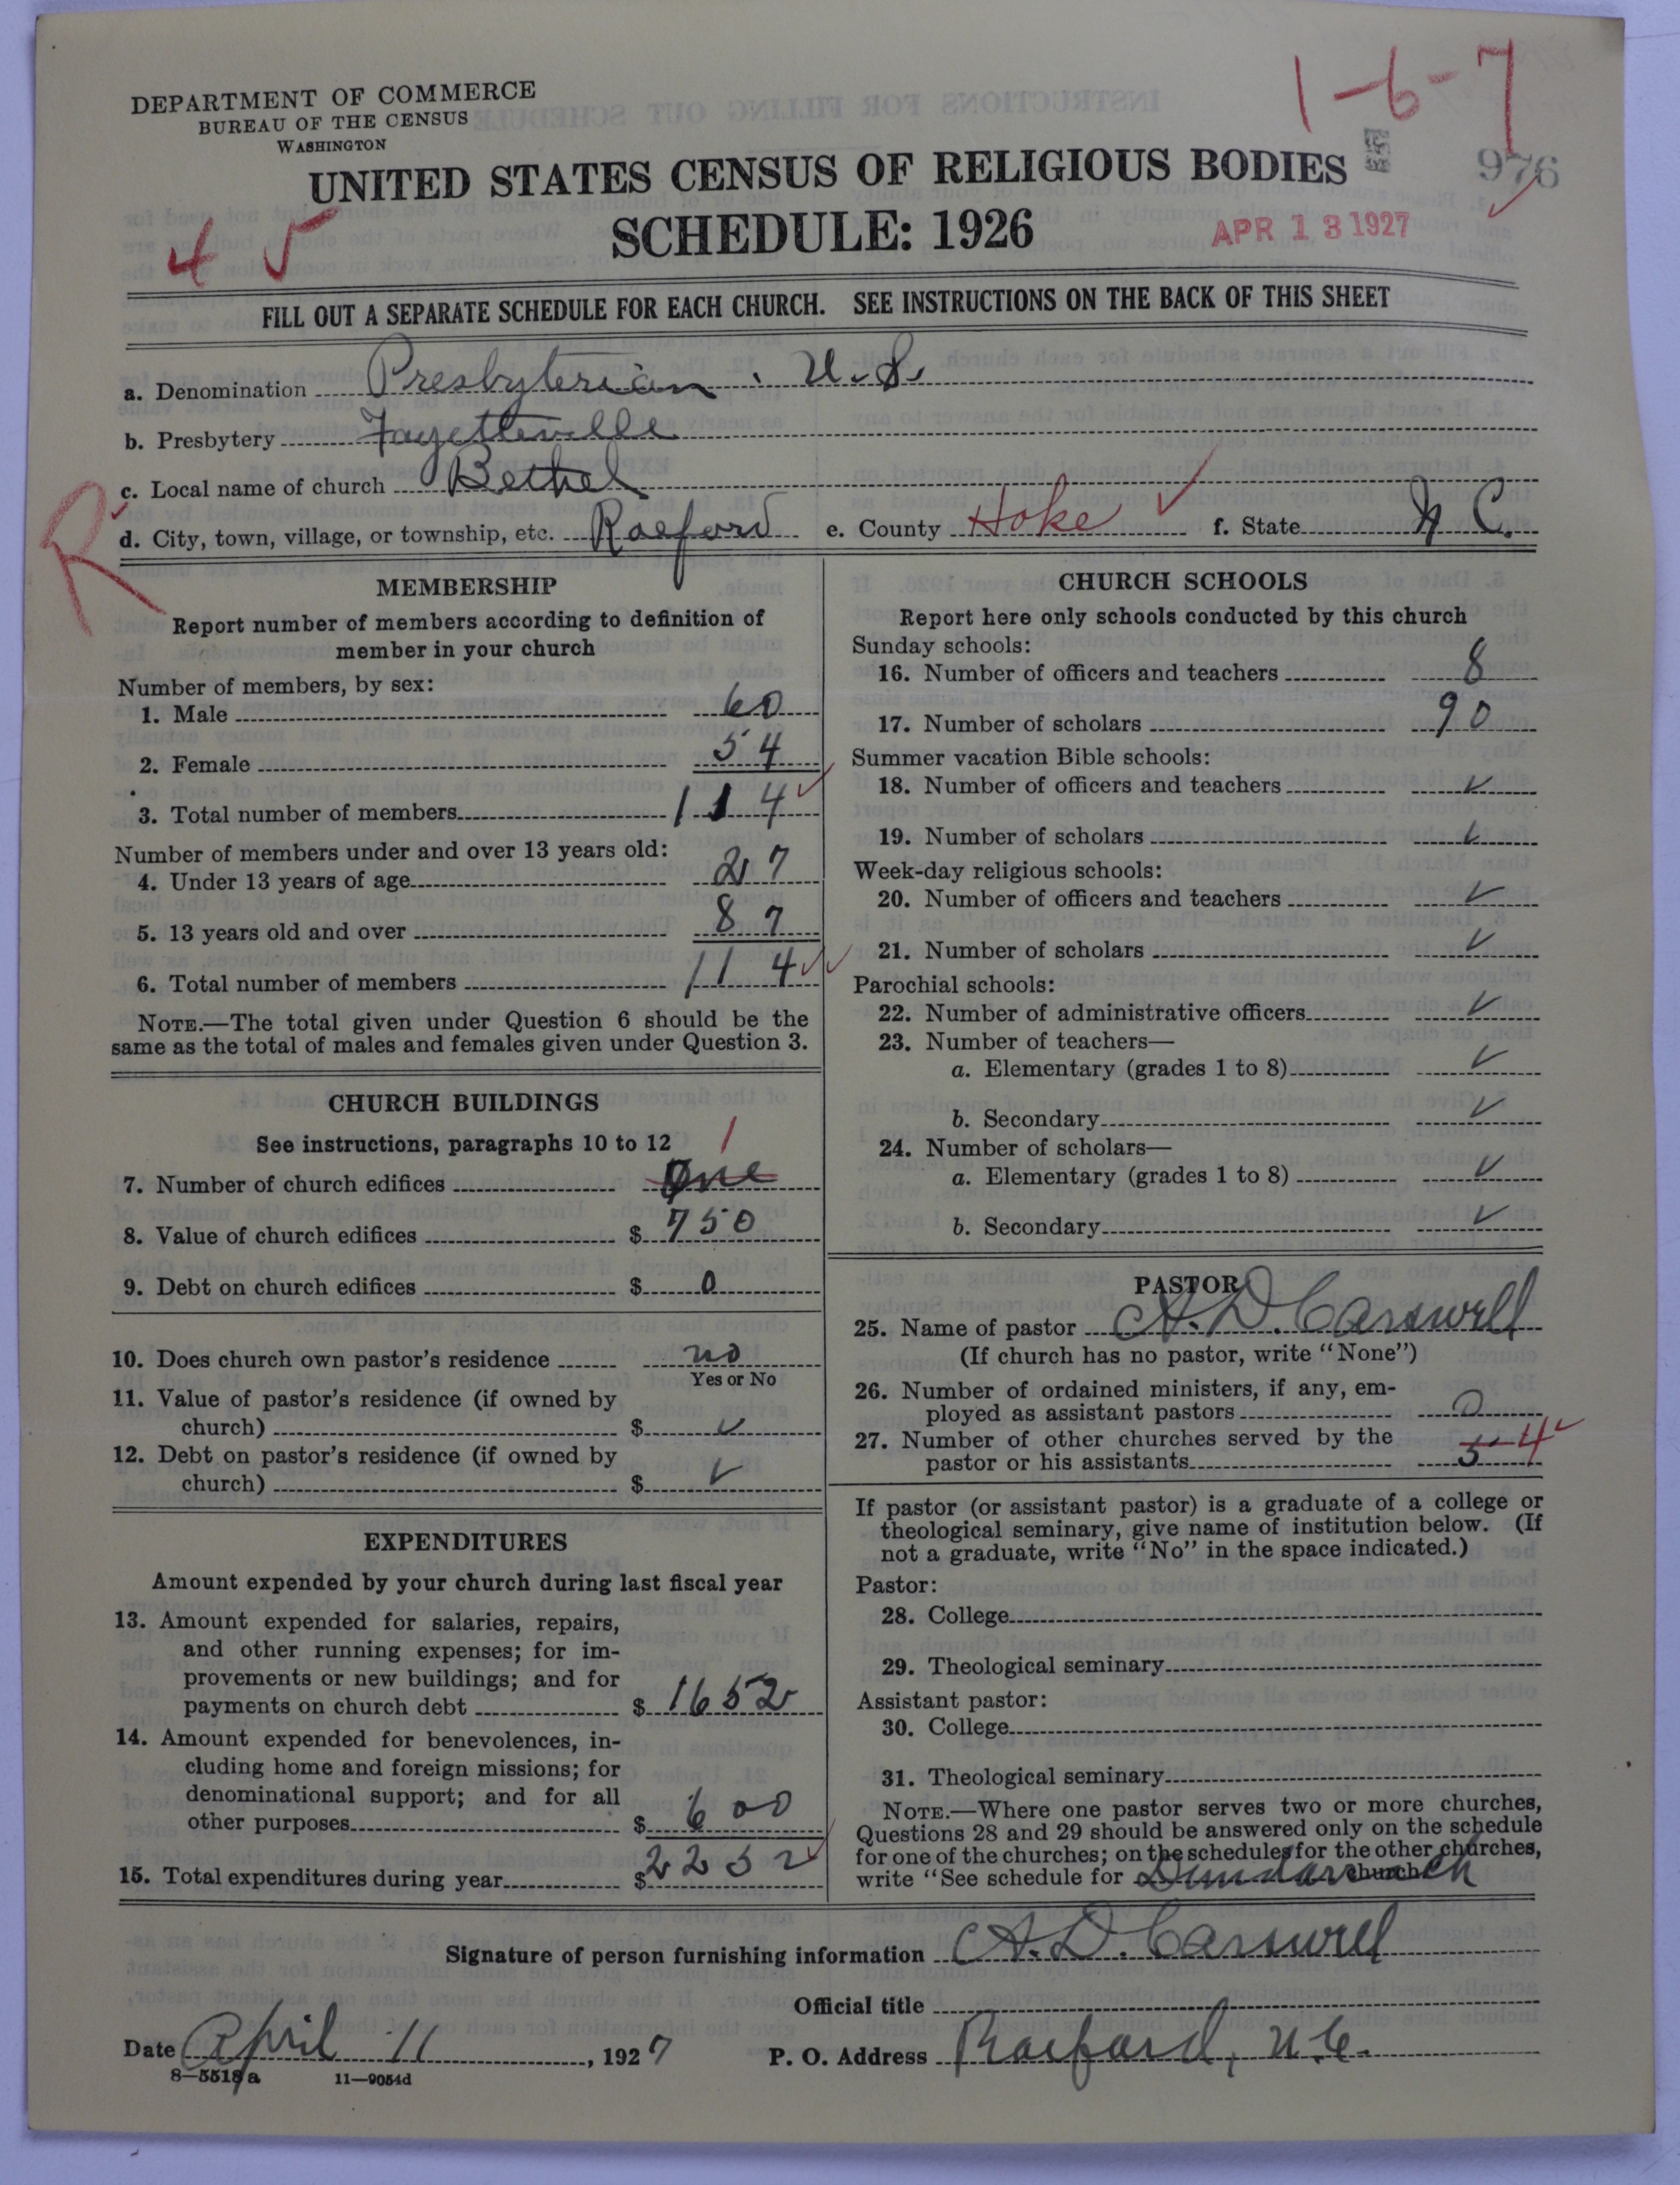 1-6-7
DEPARTMENT OF COMMERCE
BUREAU OF THE CENSUS
WASHINGTON
UNITED STATES CENSUS OF RELIGIOUS BODIES
976
SCHEDULE: 1926
APR 13 1927
45
FILL OUT A SEPARATE SCHEDULE FOR EACH CHURCH. SEE INSTRUCTIONS ON THE BACK OF THIS SHEET
a. Denomination Presbyterian . U.S.
b. Presbytery Fayetteville
c. Local name of church Bethel
R
d. City, town, village, or township, etc. Raeford e. County Hoke f. State N.C.
MEMBERSHIP
Report number of members according to definition of
member in your church
Number of members, by sex:
1. Male 60
2. Female 54
3. Total number of members 114
Number of members under and over 13 years old:
4. Under 13 years of age 27
5. 13 years old and over 87
6. Total number of members 114
NOTE.—The total given under Question 6 should be the
same as the total of males and females given under Question 3.
CHURCH BUILDINGS
See instructions, paragraphs 10 to 12
1
7. Number of church edifices One
8. Value of church edifices $ 750
9. Debt on church edifices $ 0
10. Does church own pastor's residence no
Yes or No
11. Value of pastor's residence (if owned by
church) $ ✓
12. Debt on pastor's residence (if owned by
church) $ ✓
EXPENDITURES
Amount expended by your church during last fiscal year
13. Amount expended for salaries, repairs,
and other running expenses; for im-
provements or new buildings; and for
payments on church debt $ 1652
14. Amount expended for benevolences, in-
cluding home and foreign missions; for
denominational support; and for all
other purposes $ 600
15. Total expenditures during year $ 2252
CHURCH SCHOOLS
Report here only schools conducted by this church
Sunday schools:
16. Number of officers and teachers 8
17. Number of scholars 90
Summer vacation Bible schools:
18. Number of officers and teachers ✓
19. Number of scholars ✓
Week-day religious schools:
20. Number of officers and teachers ✓
21. Number of scholars ✓
Parochial schools:
22. Number of administrative officers ✓
23. Number of teachers—
a. Elementary (grades 1 to 8) ✓
b. Secondary ✓
24. Number of scholars—
a. Elementary (grades 1 to 8) ✓
b. Secondary ✓
PASTOR
25. Name of pastor A. D. Carswell
(If church has no pastor, write "None")
26. Number of ordained ministers, if any, em-
ployed as assistant pastors 0
27. Number of other churches served by the
pastor or his assistants 5 4
If pastor (or assistant pastor) is a graduate of a college or
theological seminary, give name of institution below. (If
not a graduate, write "No" in the space indicated.)
Pastor:
28. College
29. Theological seminary
Assistant pastor:
30. College
31. Theological seminary
NOTE.—Where one pastor serves two or more churches,
Questions 28 and 29 should be answered only on the schedule
for one of the churches; on the schedules for the other churches,
write "See schedule for Dundarrach church
Signature of person furnishing information A. D. Carswell
Official title
Date April 11, 1927 P. O. Address Raeford, N.C.
8—5518a 11—9054d